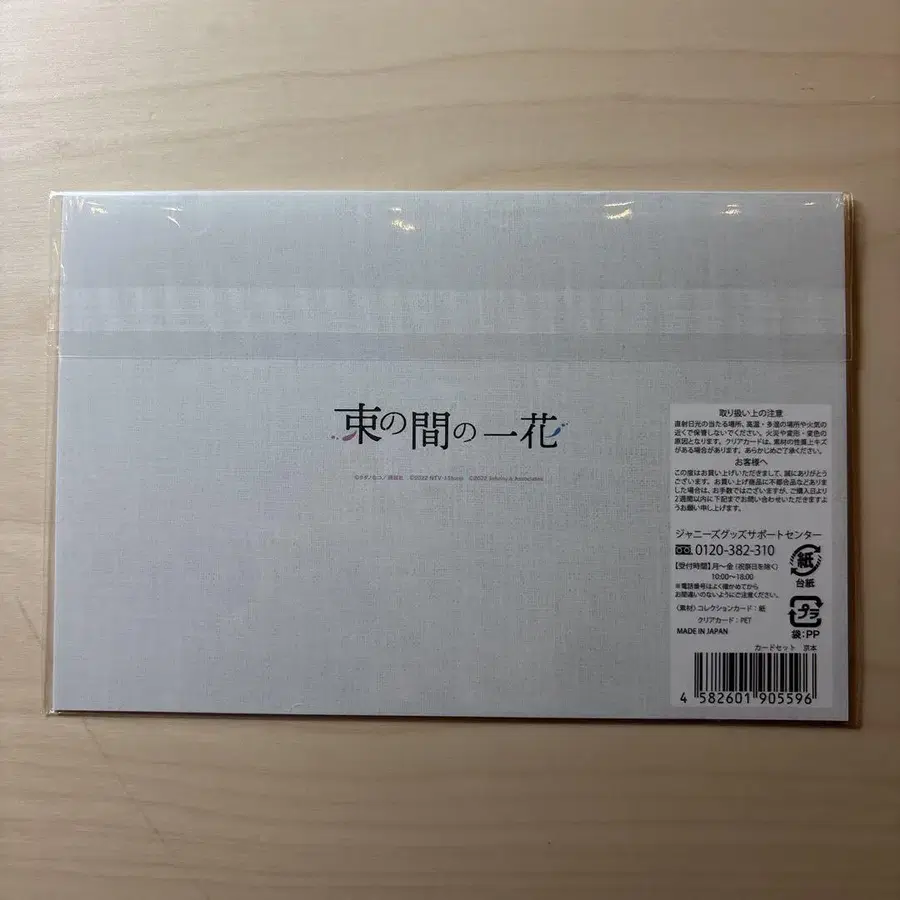 束の間の一花
©タダノなつ／講談社 ©2022 NTV・J Storm ©2022 Johnny & Associates
取り扱い上の注意
直射日光の当たる場所、高温・多湿の場所や火気の
近くで保管しないでください。火災や変形・変色の
原因となります。クリアカードは、素材の性質上キズ
がある場合があります。あらかじめご了承ください。
お客様へ
この度はお買い上げいただきまして、誠にありがとう
ございます。お買い上げ商品に不都合品などありま
した場合は、お手数ではございますが、ご購入日より
2週間以内に下記までお問い合わせいただきますよ
うお願い申し上げます。
ジャニーズグッズサポートセンター
0120-382-310
【受付時間】月～金（祝祭日を除く）
10:00～18:00
※電話番号はよく確かめてから
お間違いのないようにご注意ください。
紙
台紙
〈素材〉コレクションカード：紙
クリアカード：PET
MADE IN JAPAN
プラ
袋:PP
カードセット 京本
4 582601 905596